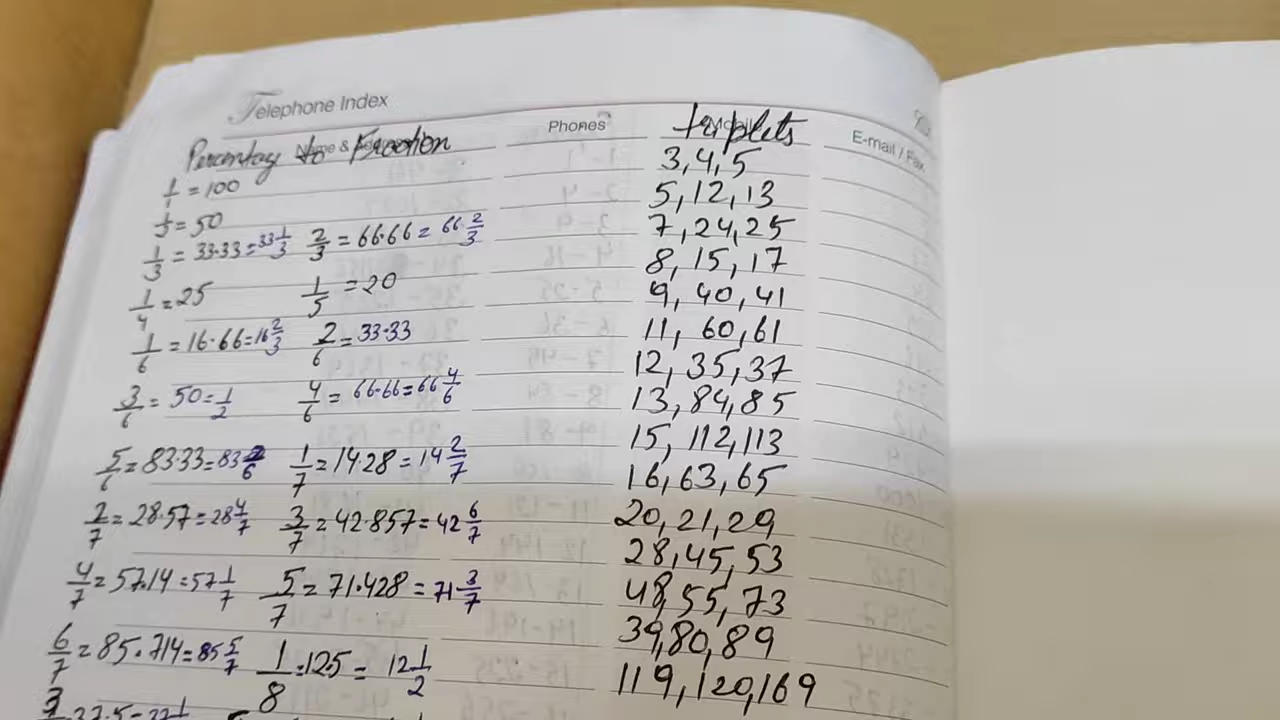 Telephone Index
Name & Phones Mobile E-mail / Fax
Percentag to Fraction triplets
1/1 = 100 3,4,5
= 50 5,12,13
1/3 = 33.33 = 33 1/3 2/3 = 66.66 = 66 2/3 7,24,25
1/4 = 25 1/5 = 20 8,15,17
9,40,41
1/6 = 16.66 = 16 2/3 2/6 = 33.33 11,60,61
12,35,37
3/6 = 50 = 1/2 4/6 = 66.66 = 66 4/6 13,84,85
15,112,113
5/6 = 83.33 = 83 /6 1/7 = 14.28 = 14 2/7 16,63,65
2/7 = 28.57 = 28 4/7 3/7 = 42.857 = 42 6/7 20,21,29
28,45,53
4/7 = 57.14 = 57 1/7 5/7 = 71.428 = 71 3/7 48,55,73
39,80,89
6/7 = 85.714 = 85 5/7 1/8 = 12.5 = 12 1/2 119,120,169